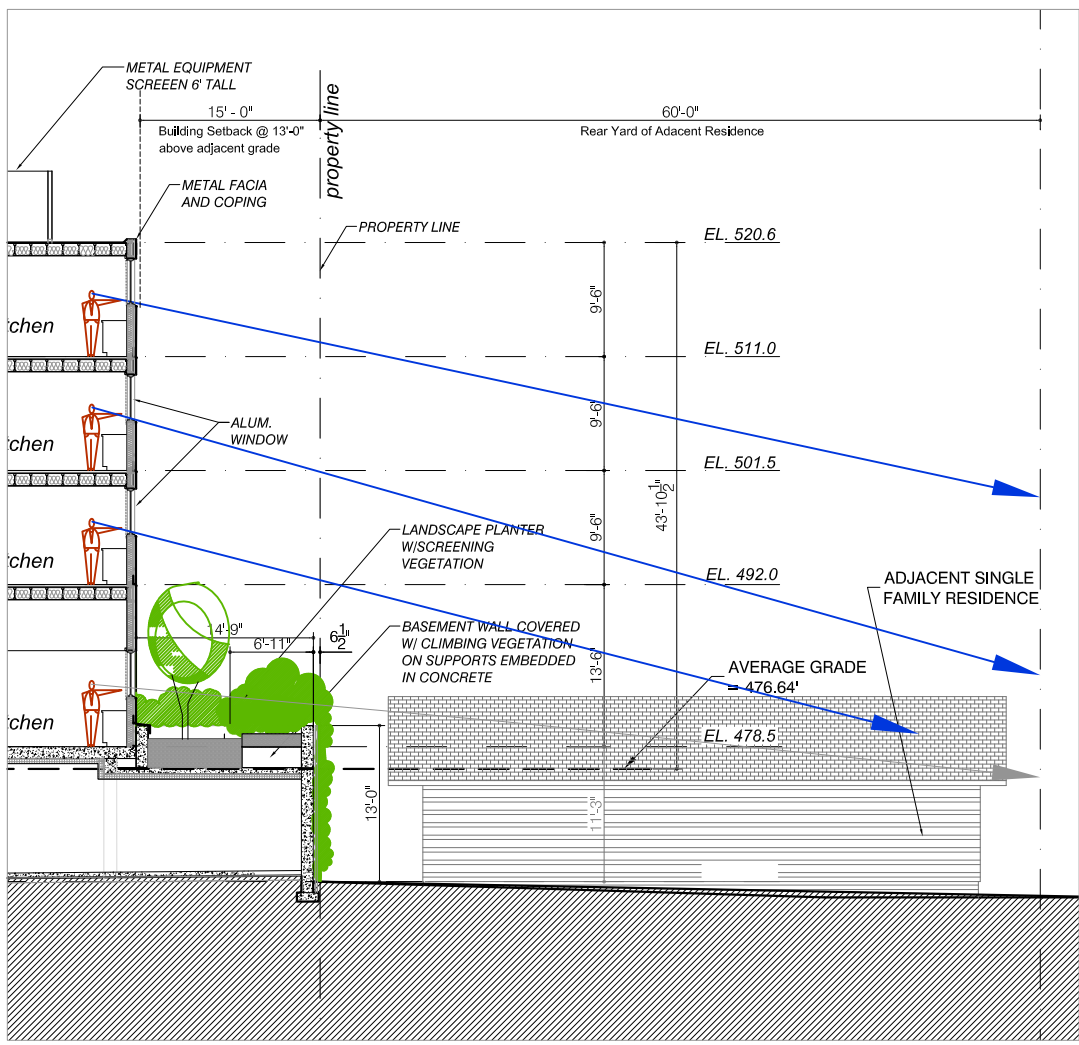 METAL EQUIPMENT
SCREEEN 6' TALL
15' - 0"
Building Setback @ 13'-0"
above adjacent grade
property line
60'-0"
Rear Yard of Adacent Residence
METAL FACIA
AND COPING
PROPERTY LINE
EL. 520.6
9'-6"
tchen
EL. 511.0
9'-6"
ALUM.
WINDOW
tchen
EL. 501.5
43'-10 1/2"
9'-6"
LANDSCAPE PLANTER
W/SCREENING
VEGETATION
tchen
EL. 492.0
ADJACENT SINGLE
FAMILY RESIDENCE
14'-9"
6'-11"
6 1/2"
BASEMENT WALL COVERED
W/ CLIMBING VEGETATION
ON SUPPORTS EMBEDDED
IN CONCRETE
13'-6"
AVERAGE GRADE
= 476.64'
tchen
EL. 478.5
13'-0"
11'-3"